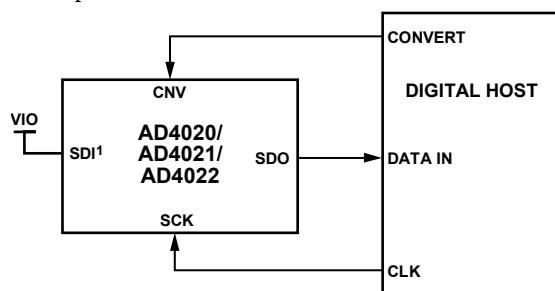 CONVERT
CNV
DIGITAL HOST
VIO
AD4020/
AD4021/
AD4022
SDI1
SDO
DATA IN
SCK
CLK